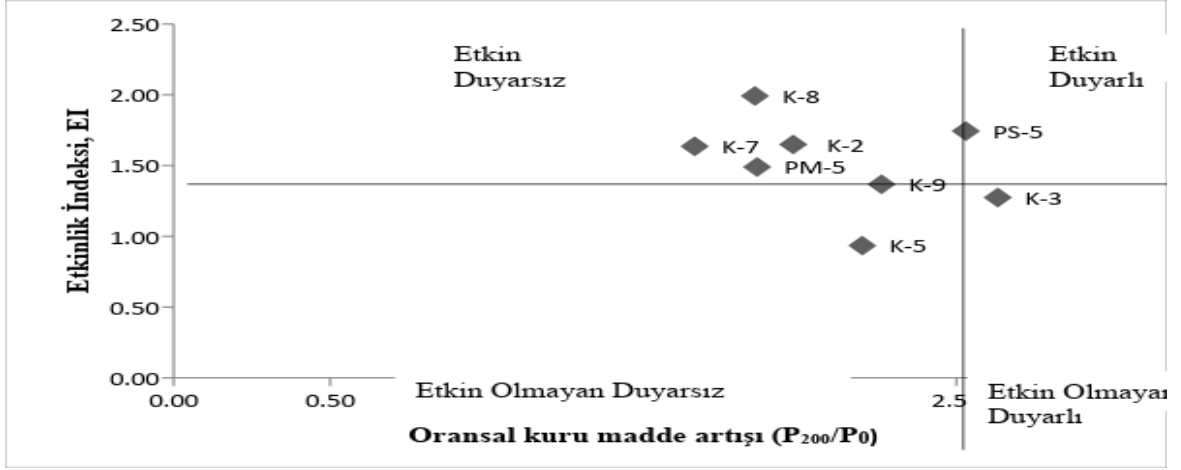 2.50
Etkin
Duyarsız
Etkin
Duyarlı
2.00
K-8
PS-5
K-7
K-2
1.50
PM-5
K-9
K-3
1.00
K-5
0.50
0.00
Etkinlik İndeksi, EI
0.00
0.50
Etkin Olmayan Duyarsız
2.5
Etkin Olmayan
Duyarlı
Oransal kuru madde artışı (P₂₀₀/P₀)